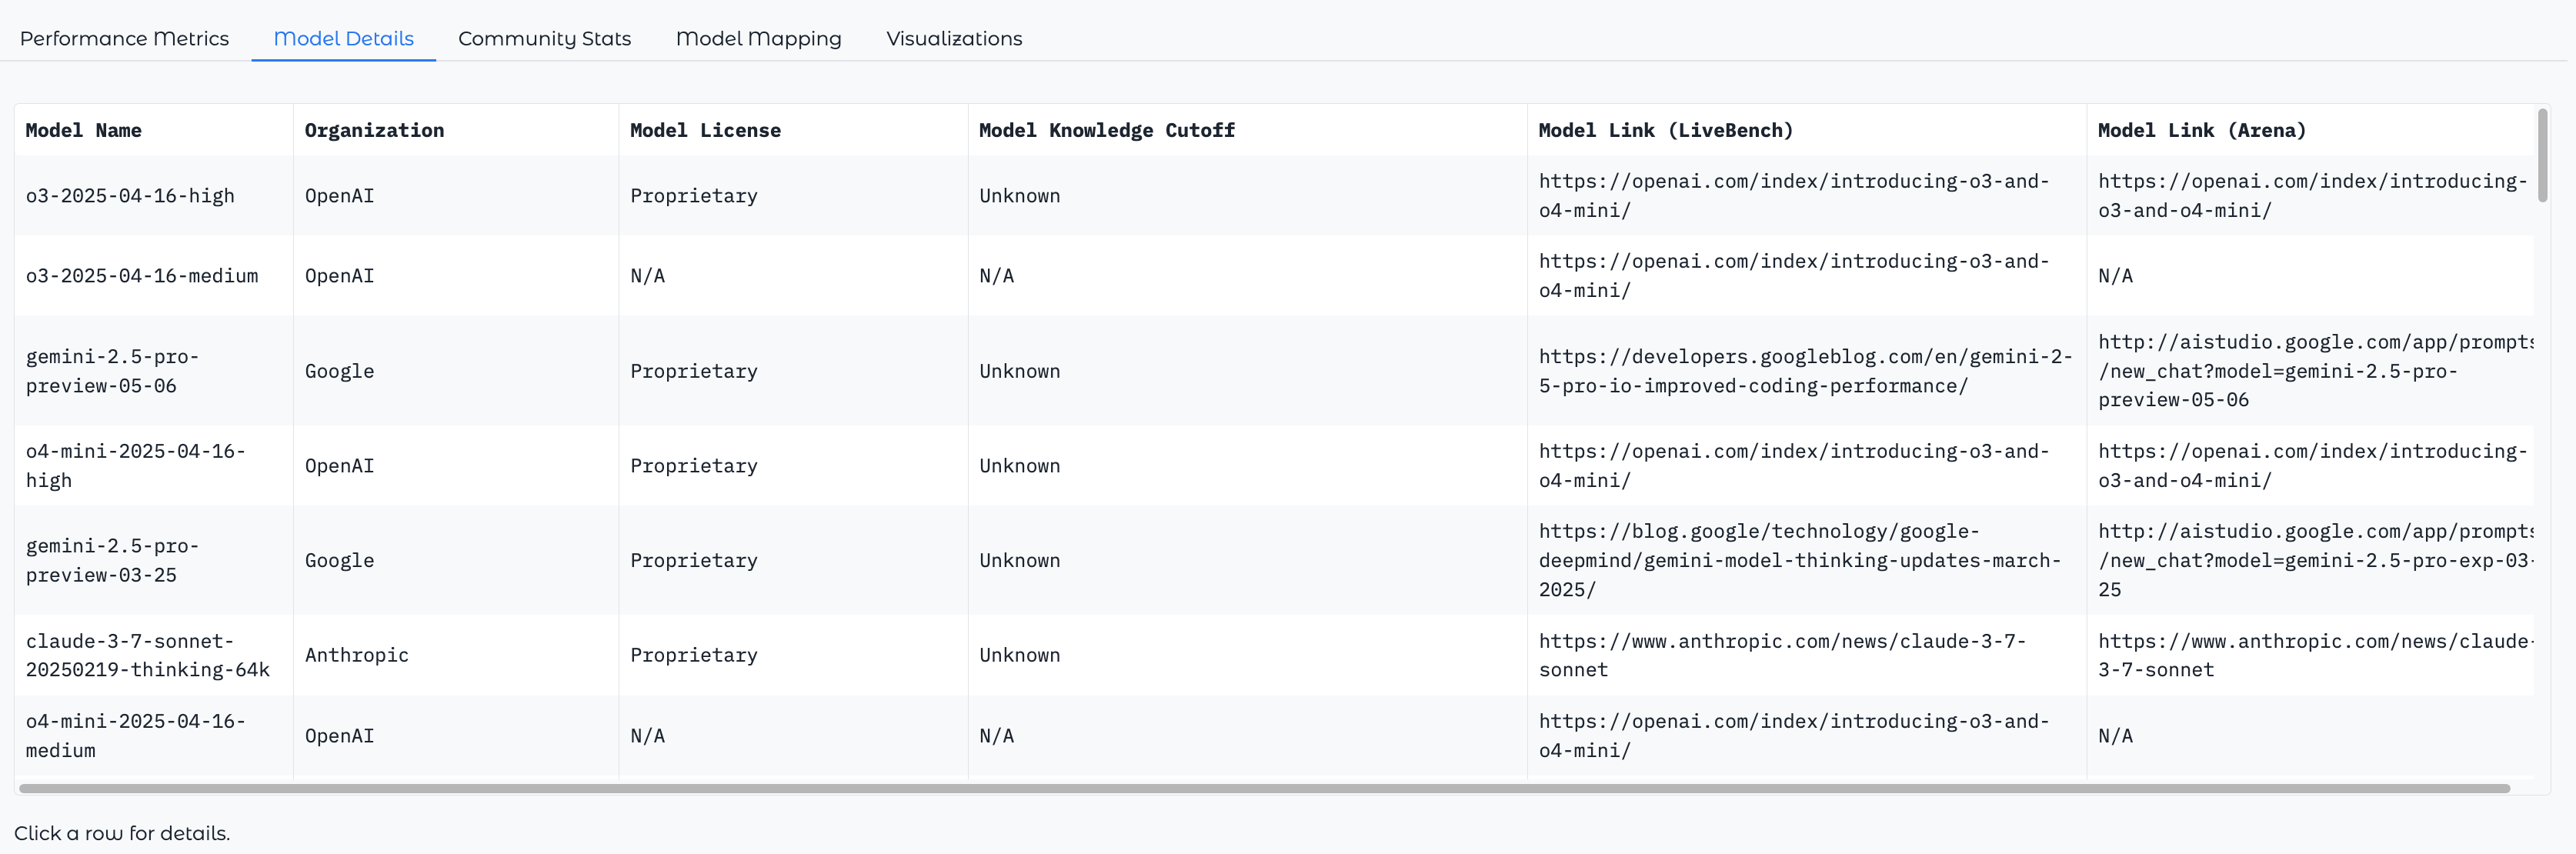 Performance Metrics Model Details Community Stats Model Mapping Visualizations
Model Name Organization Model License Model Knowledge Cutoff Model Link (LiveBench) Model Link (Arena)
o3-2025-04-16-high OpenAI Proprietary Unknown https://openai.com/index/introducing-o3-and-
o4-mini/ https://openai.com/index/introducing-
o3-and-o4-mini/
o3-2025-04-16-medium OpenAI N/A N/A https://openai.com/index/introducing-o3-and-
o4-mini/ N/A
gemini-2.5-pro-
preview-05-06 Google Proprietary Unknown https://developers.googleblog.com/en/gemini-2-
5-pro-io-improved-coding-performance/ http://aistudio.google.com/app/prompts
/new_chat?model=gemini-2.5-pro-
preview-05-06
o4-mini-2025-04-16-
high OpenAI Proprietary Unknown https://openai.com/index/introducing-o3-and-
o4-mini/ https://openai.com/index/introducing-
o3-and-o4-mini/
gemini-2.5-pro-
preview-03-25 Google Proprietary Unknown https://blog.google/technology/google-
deepmind/gemini-model-thinking-updates-march-
2025/ http://aistudio.google.com/app/prompts
/new_chat?model=gemini-2.5-pro-exp-03-
25
claude-3-7-sonnet-
20250219-thinking-64k Anthropic Proprietary Unknown https://www.anthropic.com/news/claude-3-7-
sonnet https://www.anthropic.com/news/claude-
3-7-sonnet
o4-mini-2025-04-16-
medium OpenAI N/A N/A https://openai.com/index/introducing-o3-and-
o4-mini/ N/A
Click a row for details.